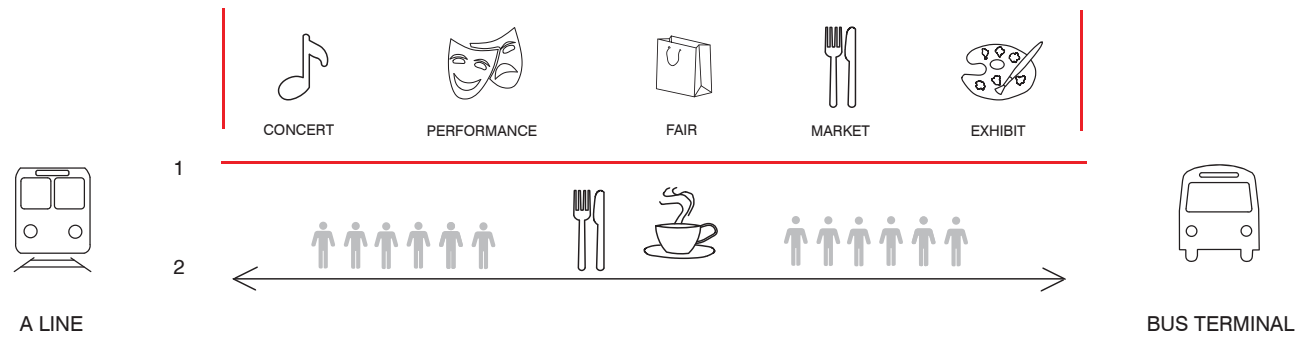 CONCERT PERFORMANCE FAIR MARKET EXHIBIT
1
2
A LINE BUS TERMINAL